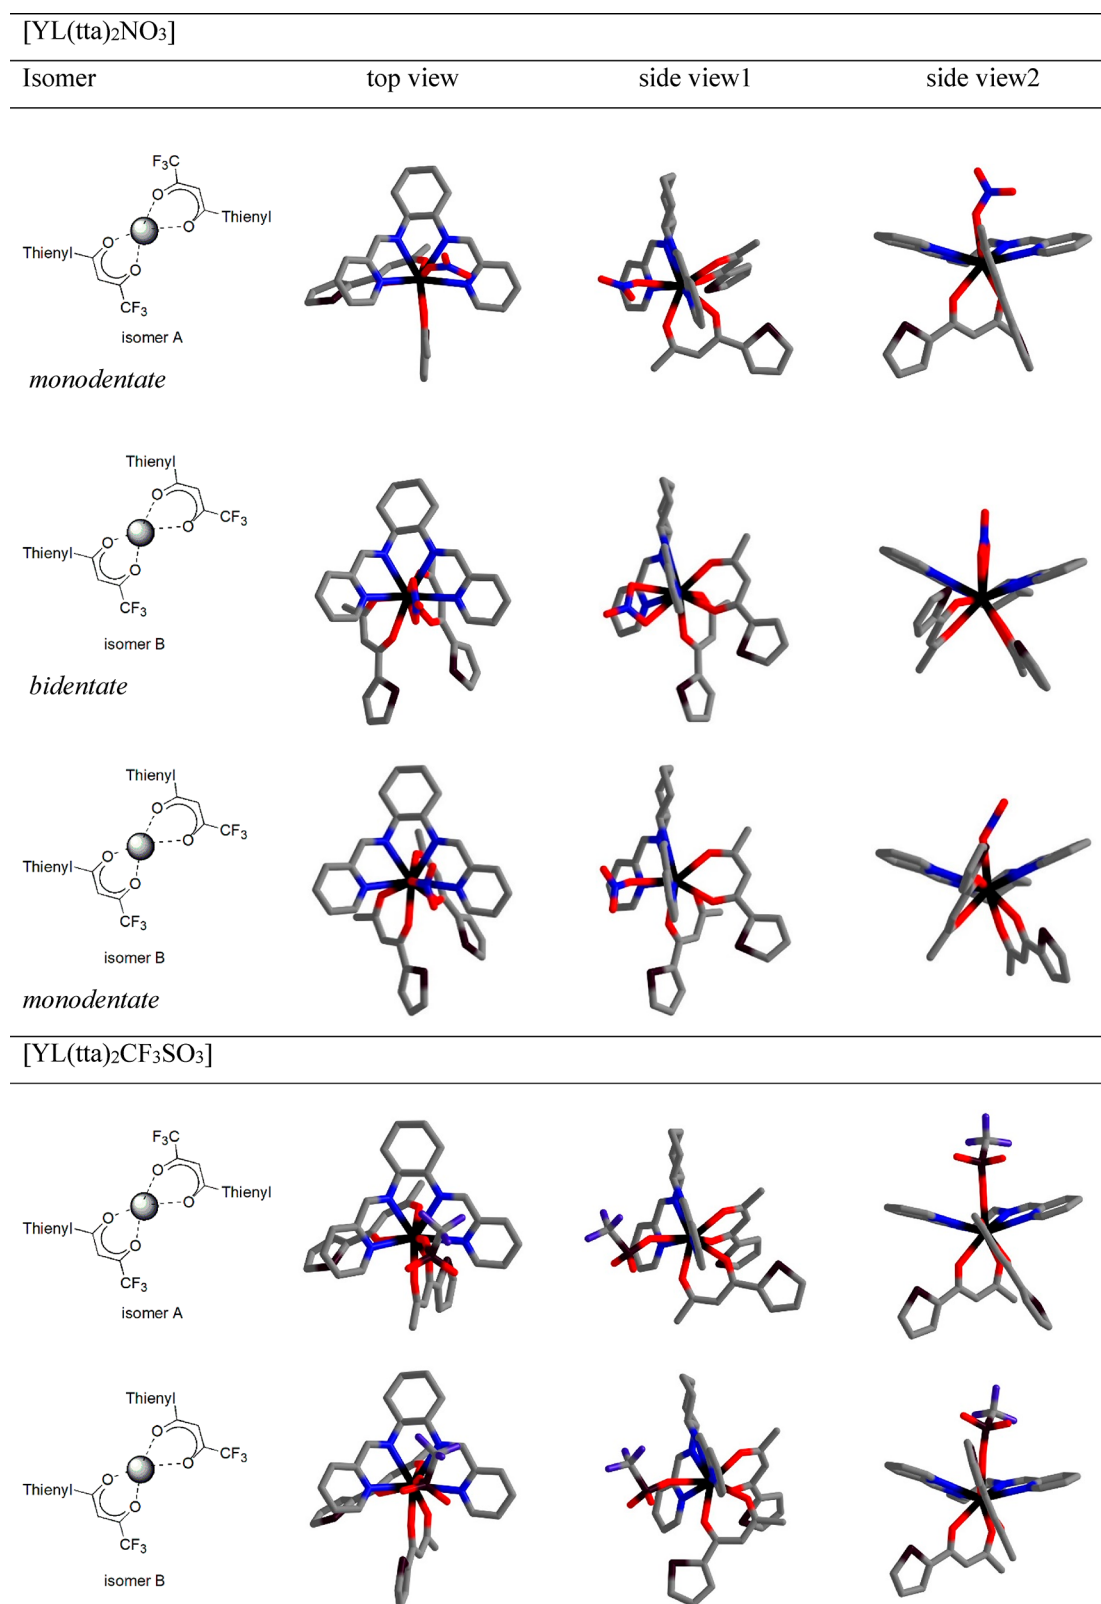 [YL(tta)₂NO₃]
Isomer top view side view1 side view2
F₃C
O
O Thienyl
Thienyl O
O
CF₃
isomer A
monodentate
Thienyl
O
O CF₃
Thienyl O
O
CF₃
isomer B
bidentate
Thienyl
O
O CF₃
Thienyl O
O
CF₃
isomer B
monodentate
[YL(tta)₂CF₃SO₃]
F₃C
O
O Thienyl
Thienyl O
O
CF₃
isomer A
Thienyl
O
O CF₃
Thienyl O
O
CF₃
isomer B